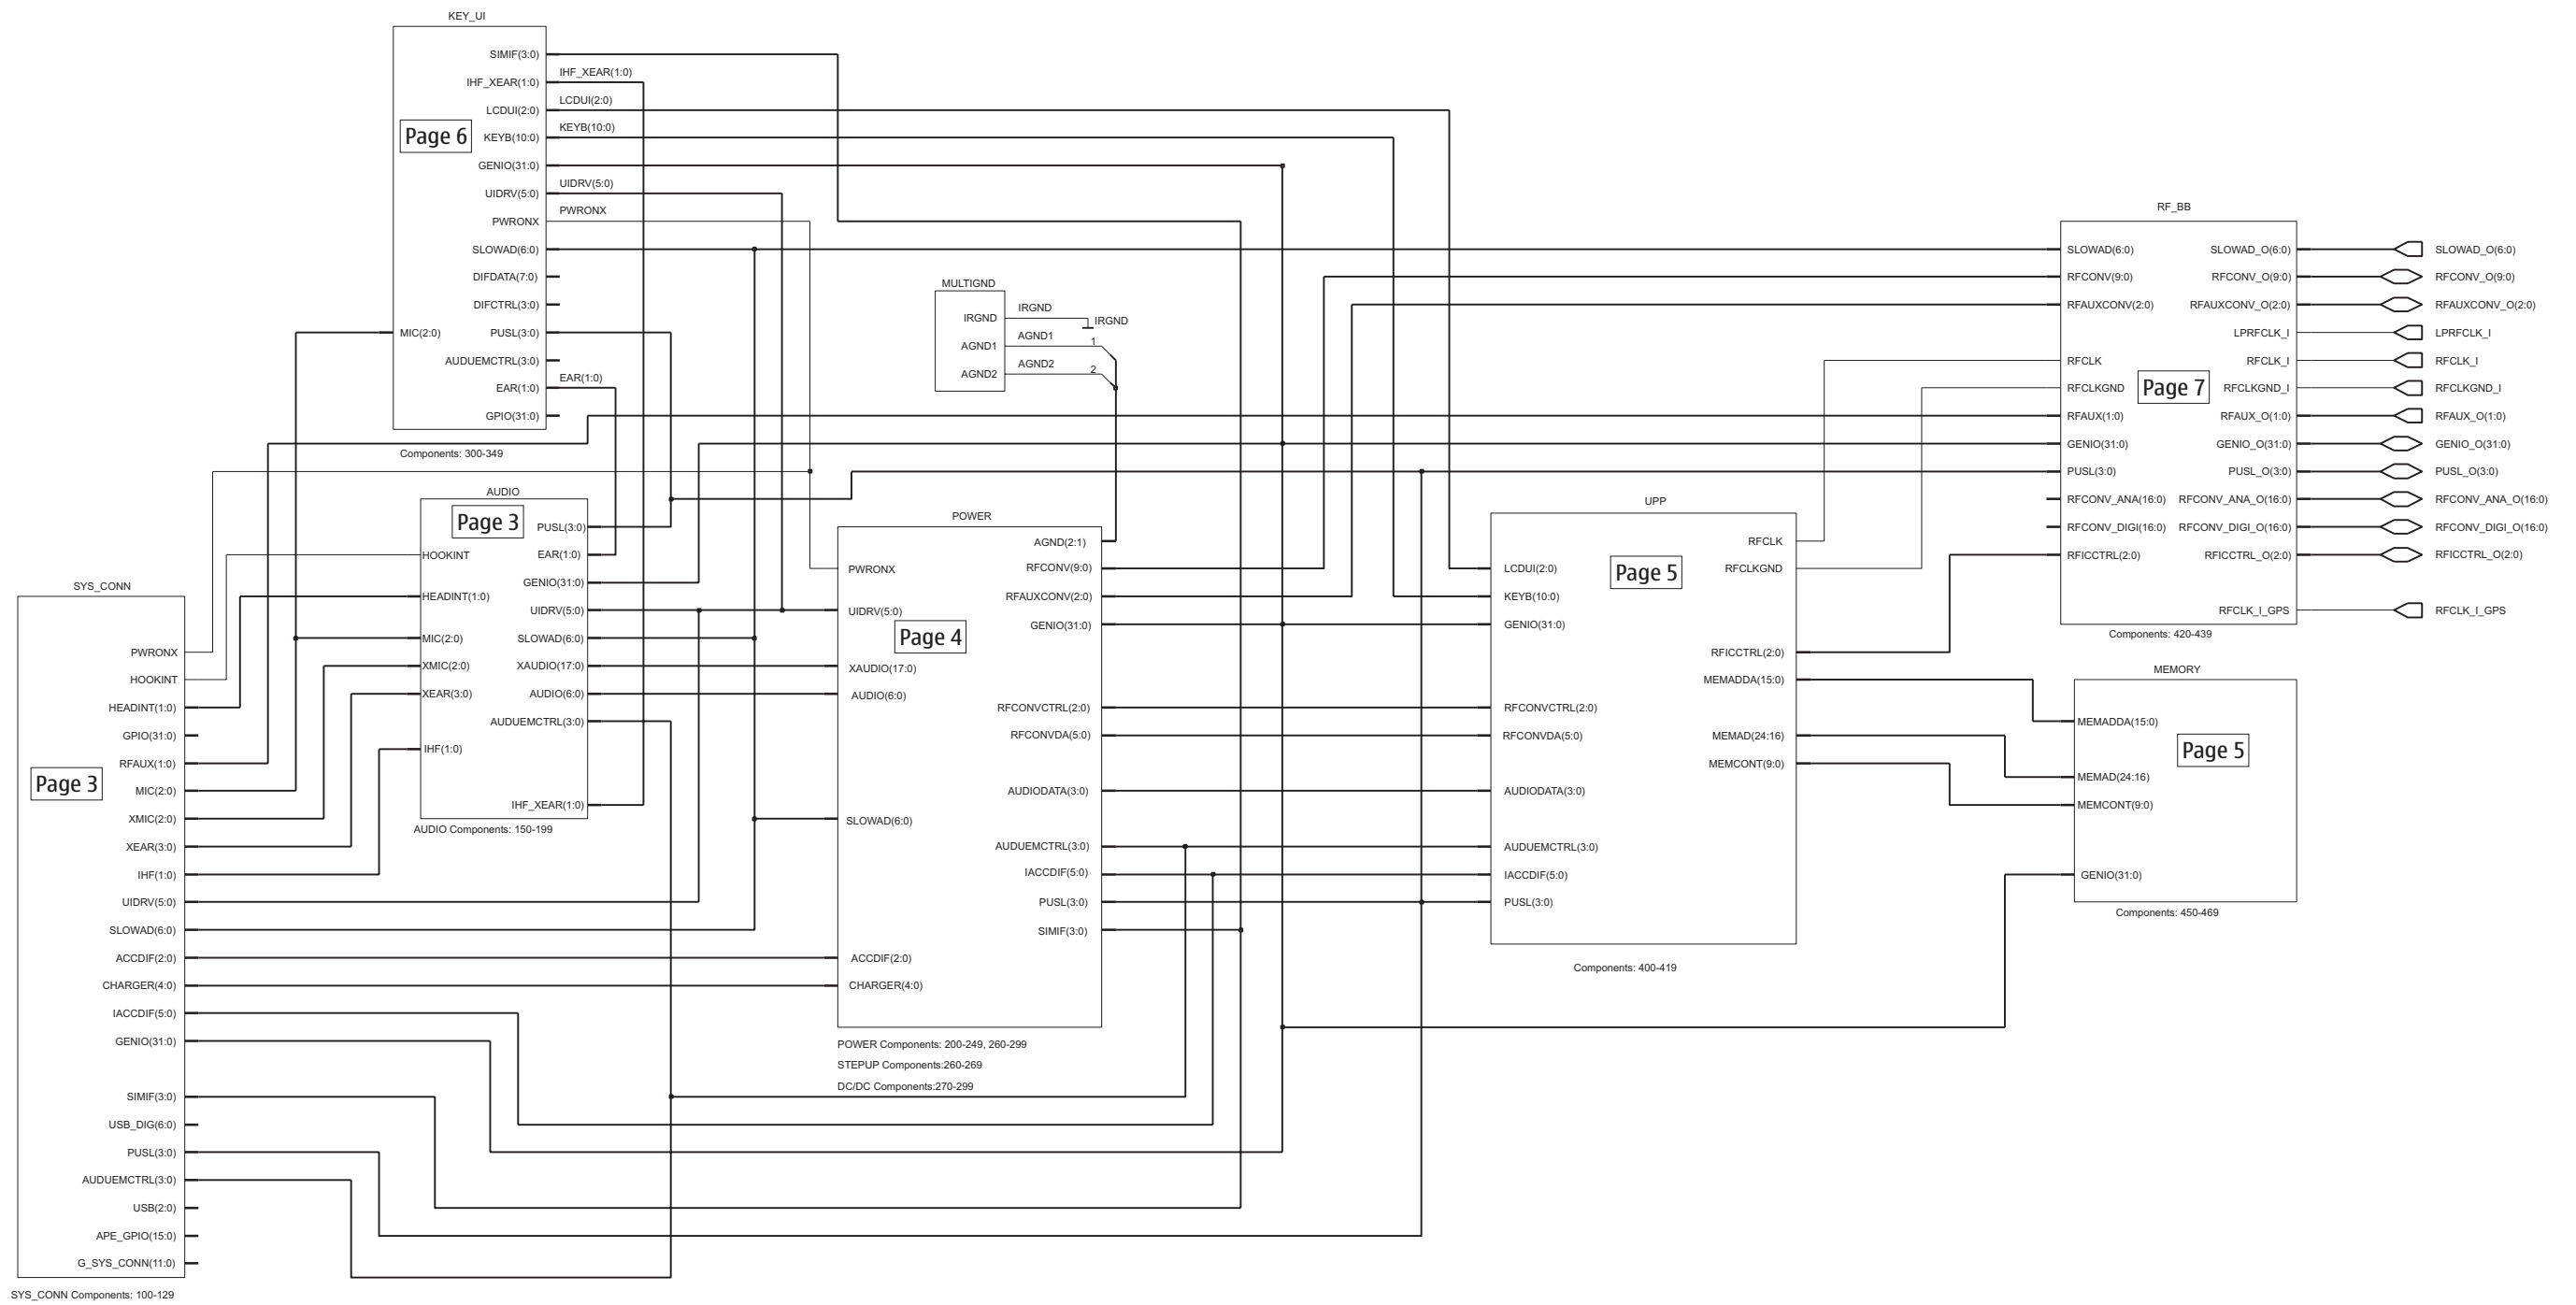 KEY_UI
SIMIF(3:0)
IHF_XEAR(1:0)
IHF_XEAR(1:0)
LCDUI(2:0)
LCDUI(2:0)
Page 6
KEYB(10:0)
KEYB(10:0)
GENIO(31:0)
UIDRV(5:0)
UIDRV(5:0)
PWRONX
PWRONX
SLOWAD(6:0)
DIFDATA(7:0)
DIFCTRL(3:0)
MIC(2:0)
PUSL(3:0)
AUDUEMCTRL(3:0)
EAR(1:0)
EAR(1:0)
GPIO(31:0)
Components: 300-349
MULTIGND
IRGND
IRGND
IRGND
AGND1
AGND1
1
AGND2
AGND2
2
AUDIO
Page 3
PUSL(3:0)
HOOKINT
EAR(1:0)
GENIO(31:0)
HEADINT(1:0)
UIDRV(5:0)
MIC(2:0)
SLOWAD(6:0)
XMIC(2:0)
XAUDIO(17:0)
XEAR(3:0)
AUDIO(6:0)
AUDUEMCTRL(3:0)
IHF(1:0)
IHF_XEAR(1:0)
AUDIO Components: 150-199
SYS_CONN
PWRONX
HOOKINT
HEADINT(1:0)
GPIO(31:0)
RFAUX(1:0)
Page 3
MIC(2:0)
XMIC(2:0)
XEAR(3:0)
IHF(1:0)
UIDRV(5:0)
SLOWAD(6:0)
ACCDIF(2:0)
CHARGER(4:0)
IACCDIF(5:0)
GENIO(31:0)
SIMIF(3:0)
USB_DIG(6:0)
PUSL(3:0)
AUDUEMCTRL(3:0)
USB(2:0)
APE_GPIO(15:0)
G_SYS_CONN(11:0)
SYS_CONN Components: 100-129
POWER
AGND(2:1)
PWRONX
RFCONV(9:0)
RFAUXCONV(2:0)
UIDRV(5:0)
GENIO(31:0)
Page 4
XAUDIO(17:0)
AUDIO(6:0)
RFCONVCTRL(2:0)
RFCONVDA(5:0)
AUDIODATA(3:0)
SLOWAD(6:0)
AUDUEMCTRL(3:0)
IACCDIF(5:0)
PUSL(3:0)
SIMIF(3:0)
ACCDIF(2:0)
CHARGER(4:0)
POWER Components: 200-249, 260-299
STEPUP Components:260-269
DC/DC Components:270-299
UPP
RFCLK
LCDUI(2:0)
Page 5
RFCLKGND
KEYB(10:0)
GENIO(31:0)
RFICCTRL(2:0)
MEMADDA(15:0)
RFCONVCTRL(2:0)
RFCONVDA(5:0)
MEMAD(24:16)
MEMCONT(9:0)
AUDIODATA(3:0)
AUDUEMCTRL(3:0)
IACCDIF(5:0)
PUSL(3:0)
Components: 400-419
RF_BB
SLOWAD(6:0)
SLOWAD_O(6:0)
SLOWAD_O(6:0)
RFCONV(9:0)
RFCONV_O(9:0)
RFCONV_O(9:0)
RFAUXCONV(2:0)
RFAUXCONV_O(2:0)
RFAUXCONV_O(2:0)
LPRFCLK_I
LPRFCLK_I
RFCLK
RFCLK_I
RFCLK_I
RFCLKGND
Page 7
RFCLKGND_I
RFCLKGND_I
RFAUX(1:0)
RFAUX_O(1:0)
RFAUX_O(1:0)
GENIO(31:0)
GENIO_O(31:0)
GENIO_O(31:0)
PUSL(3:0)
PUSL_O(3:0)
PUSL_O(3:0)
RFCONV_ANA(16:0)
RFCONV_ANA_O(16:0)
RFCONV_ANA_O(16:0)
RFCONV_DIGI(16:0)
RFCONV_DIGI_O(16:0)
RFCONV_DIGI_O(16:0)
RFICCTRL(2:0)
RFICCTRL_O(2:0)
RFICCTRL_O(2:0)
RFCLK_I_GPS
RFCLK_I_GPS
Components: 420-439
MEMORY
MEMADDA(15:0)
Page 5
MEMAD(24:16)
MEMCONT(9:0)
GENIO(31:0)
Components: 450-469